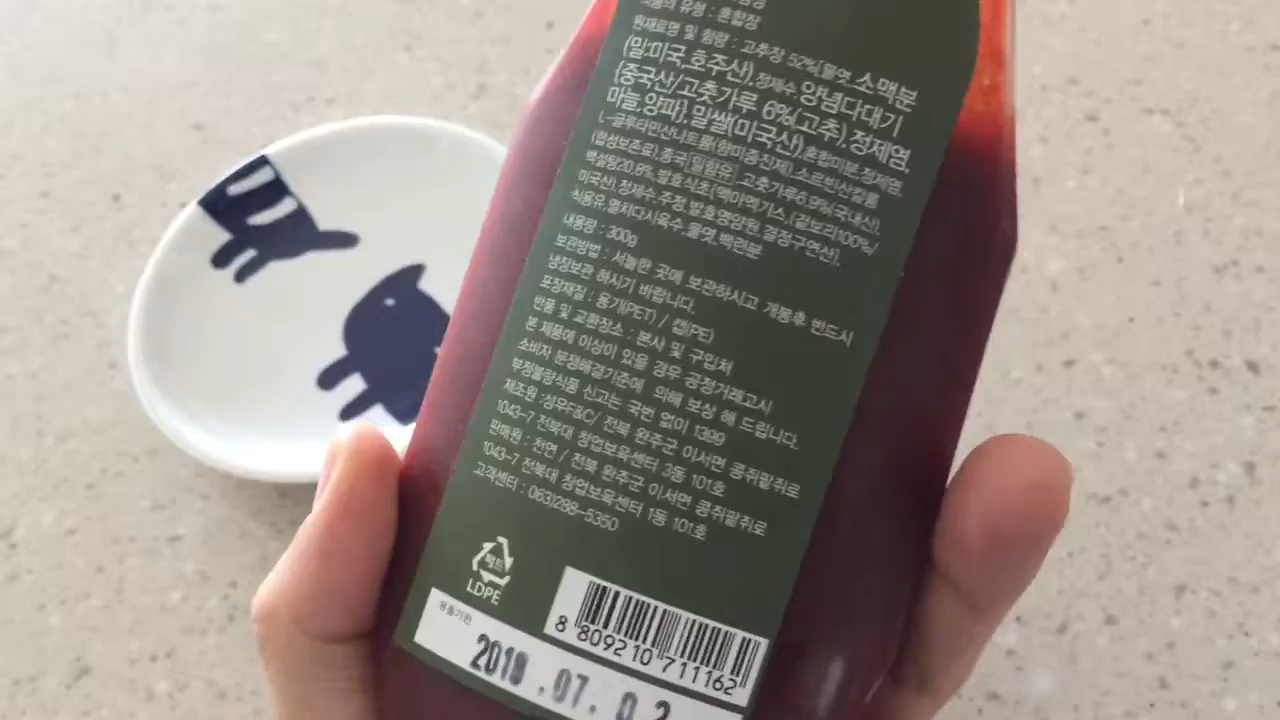 식품의 유형 : 혼합장
원재료명 및 함량 : 고추장 52%{물엿, 소맥분
(밀:미국,호주산),정제수,양념다대기
(중국산/고춧가루 6%(고추),정제염,
마늘,양파},밀쌀(미국산),혼합미분,정제염,
L-글루타민산나트륨(향미증진제),소르빈산칼륨
(합성보존료),종국[밀함유], 고춧가루6.9%(국내산),
백설탕20.8%,발효식초[맥아엑기스,(겉보리100%/
미국산),정제수, 주정,발효영양원,결정구연산),
식용유,멸치다시육수,물엿,백련분
내용량 : 300g
보관방법 : 서늘한 곳에 보관하시고 개봉후 반드시
냉장보관 하시기 바랍니다.
포장재질 : 용기(PET) / 캡(PE)
반품 및 교환장소 : 본사 및 구입처
본 제품에 이상이 있을 경우 공정거래고시
소비자 분쟁해결기준에 의해 보상 해 드립니다.
부정불량식품 신고는 국번 없이 1399
제조원 :성우F&C/ 전북 완주군 이서면 콩쥐팥쥐로
1043-7 전북대 창업보육센터 3동 101호
판매원 : 천연 / 전북 완주군 이서면 콩쥐팥쥐로
1043-7 전북대 창업보육센터 1동 101호
고객센터 : 063)288-5350
페트
LDPE
8 809210 711162
유통기한
.07.